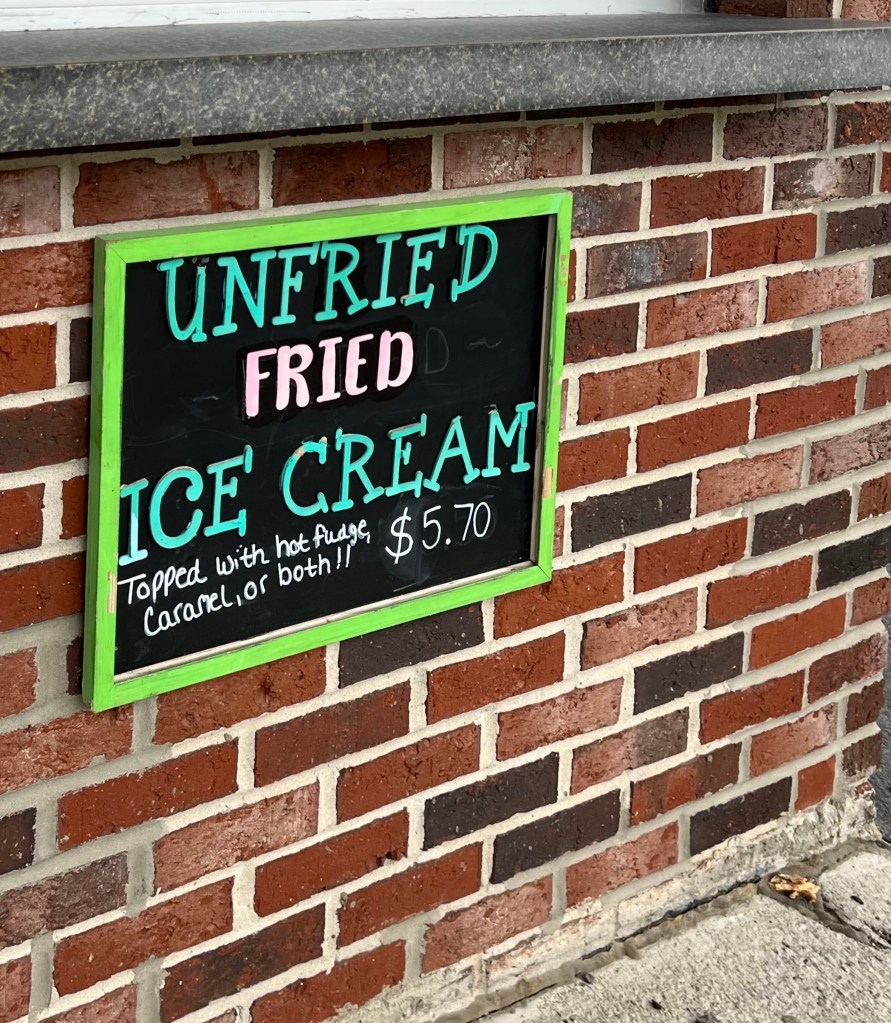 UNFRIED
FRIED
ICE CREAM
Topped with hot fudge,
Caramel, or both!!
$5.70